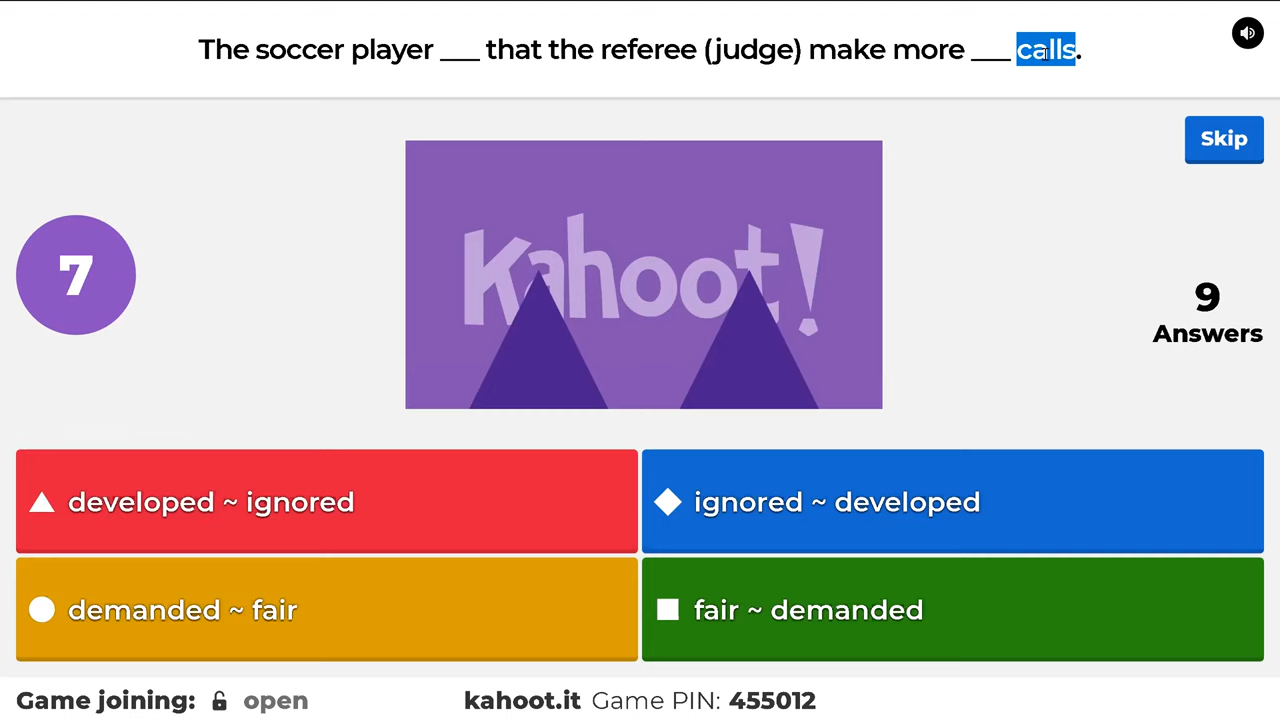 The soccer player ___ that the referee (judge) make more ___ calls.
Skip
Kahoot!
7
9
Answers
developed ~ ignored
ignored ~ developed
demanded ~ fair
fair ~ demanded
Game joining: open
kahoot.it Game PIN: 455012